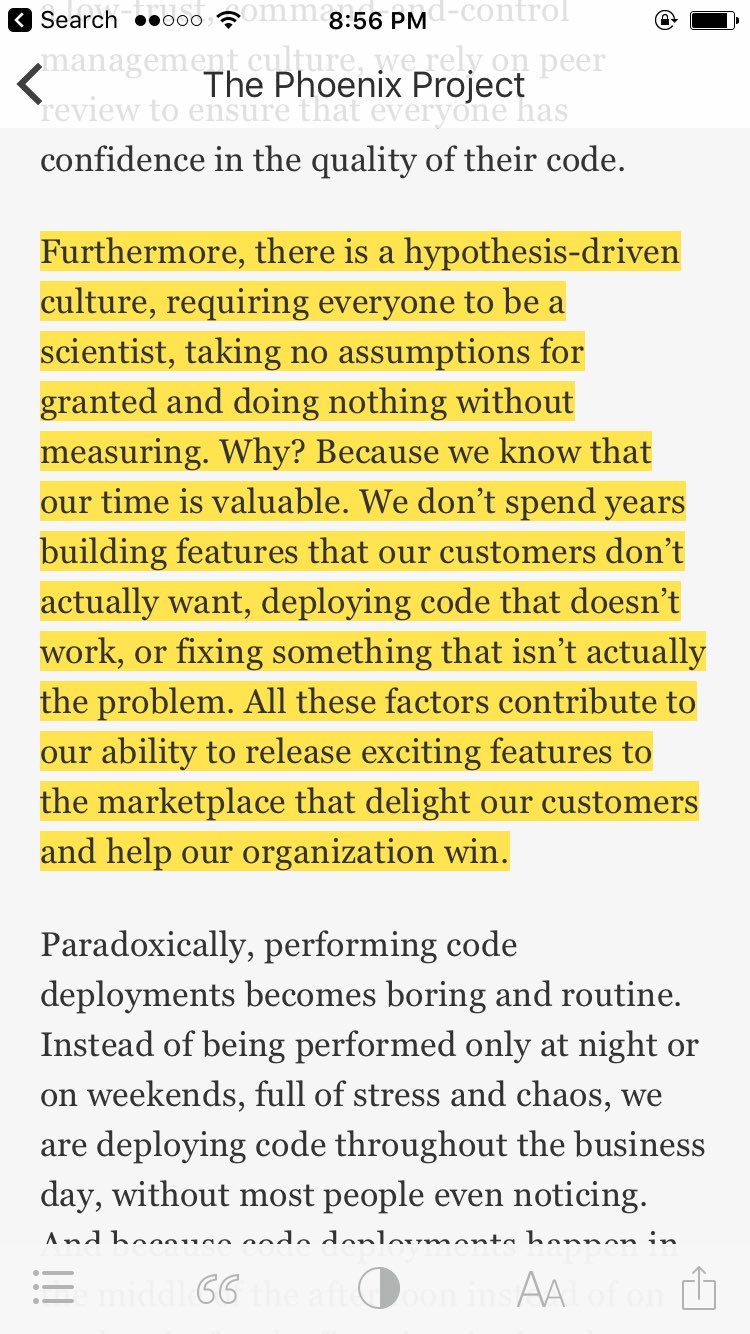 Search 8:56 PM
a low-trust, command-and-control
management culture, we rely on peer
The Phoenix Project
review to ensure that everyone has
confidence in the quality of their code.
Furthermore, there is a hypothesis-driven
culture, requiring everyone to be a
scientist, taking no assumptions for
granted and doing nothing without
measuring. Why? Because we know that
our time is valuable. We don’t spend years
building features that our customers don’t
actually want, deploying code that doesn’t
work, or fixing something that isn’t actually
the problem. All these factors contribute to
our ability to release exciting features to
the marketplace that delight our customers
and help our organization win.
Paradoxically, performing code
deployments becomes boring and routine.
Instead of being performed only at night or
on weekends, full of stress and chaos, we
are deploying code throughout the business
day, without most people even noticing.
And because code deployments happen in
the middle of the afternoon instead of on
AA